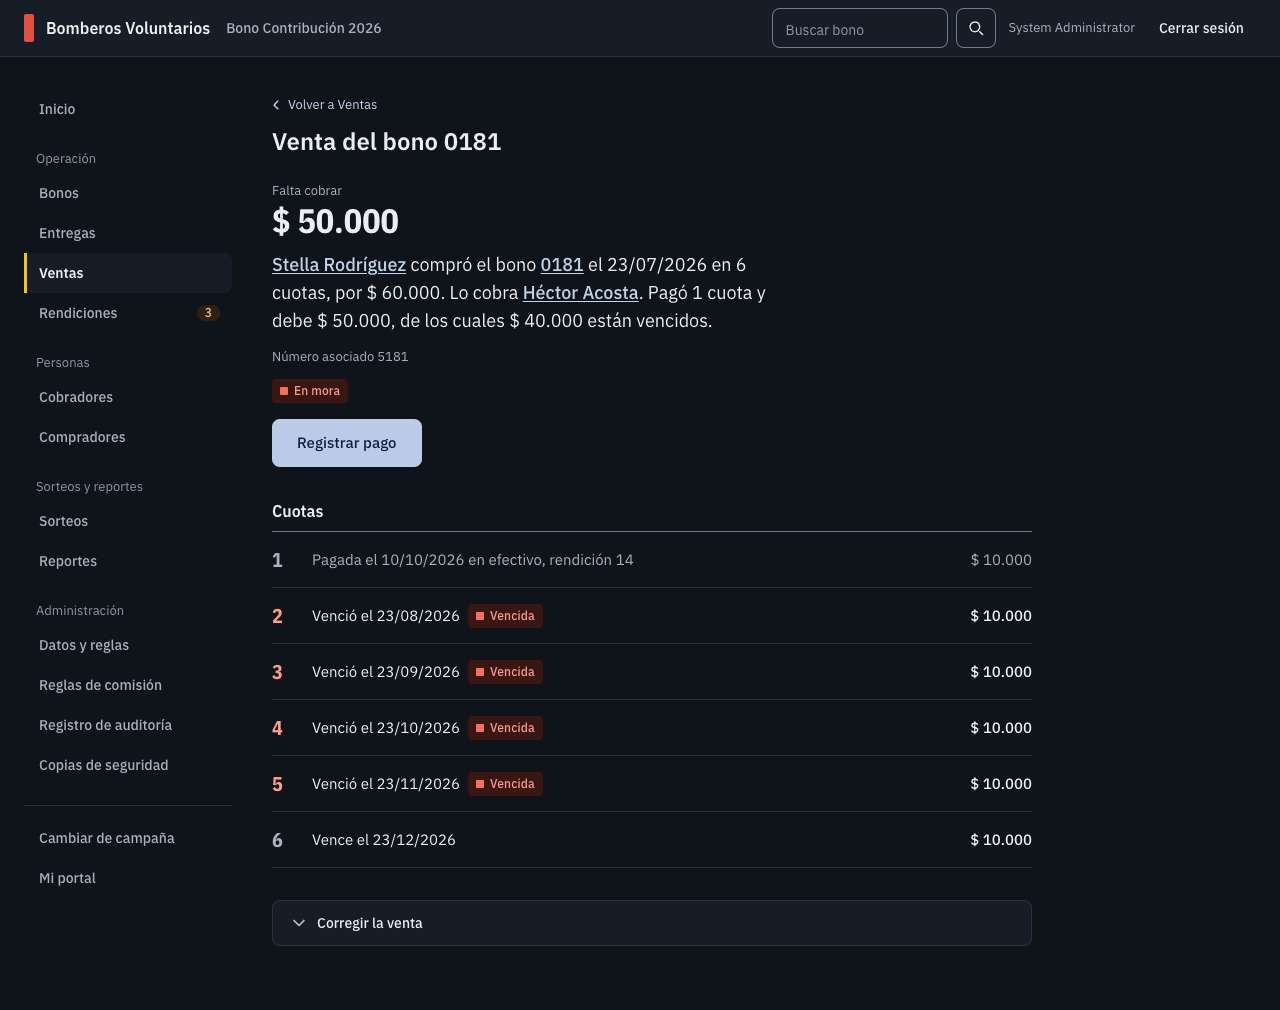 Bomberos Voluntarios
Bono Contribución 2026
Buscar bono
System Administrator
Cerrar sesión
Inicio
Operación
Bonos
Entregas
Ventas
Rendiciones
3
Personas
Cobradores
Compradores
Sorteos y reportes
Sorteos
Reportes
Administración
Datos y reglas
Reglas de comisión
Registro de auditoría
Copias de seguridad
Cambiar de campaña
Mi portal
Volver a Ventas
Venta del bono 0181
Falta cobrar
$ 50.000
Stella Rodríguez compró el bono 0181 el 23/07/2026 en 6
cuotas, por $ 60.000. Lo cobra Héctor Acosta. Pagó 1 cuota y
debe $ 50.000, de los cuales $ 40.000 están vencidos.
Número asociado 5181
En mora
Registrar pago
Cuotas
1 Pagada el 10/10/2026 en efectivo, rendición 14 $ 10.000
2 Venció el 23/08/2026 Vencida $ 10.000
3 Venció el 23/09/2026 Vencida $ 10.000
4 Venció el 23/10/2026 Vencida $ 10.000
5 Venció el 23/11/2026 Vencida $ 10.000
6 Vence el 23/12/2026 $ 10.000
Corregir la venta